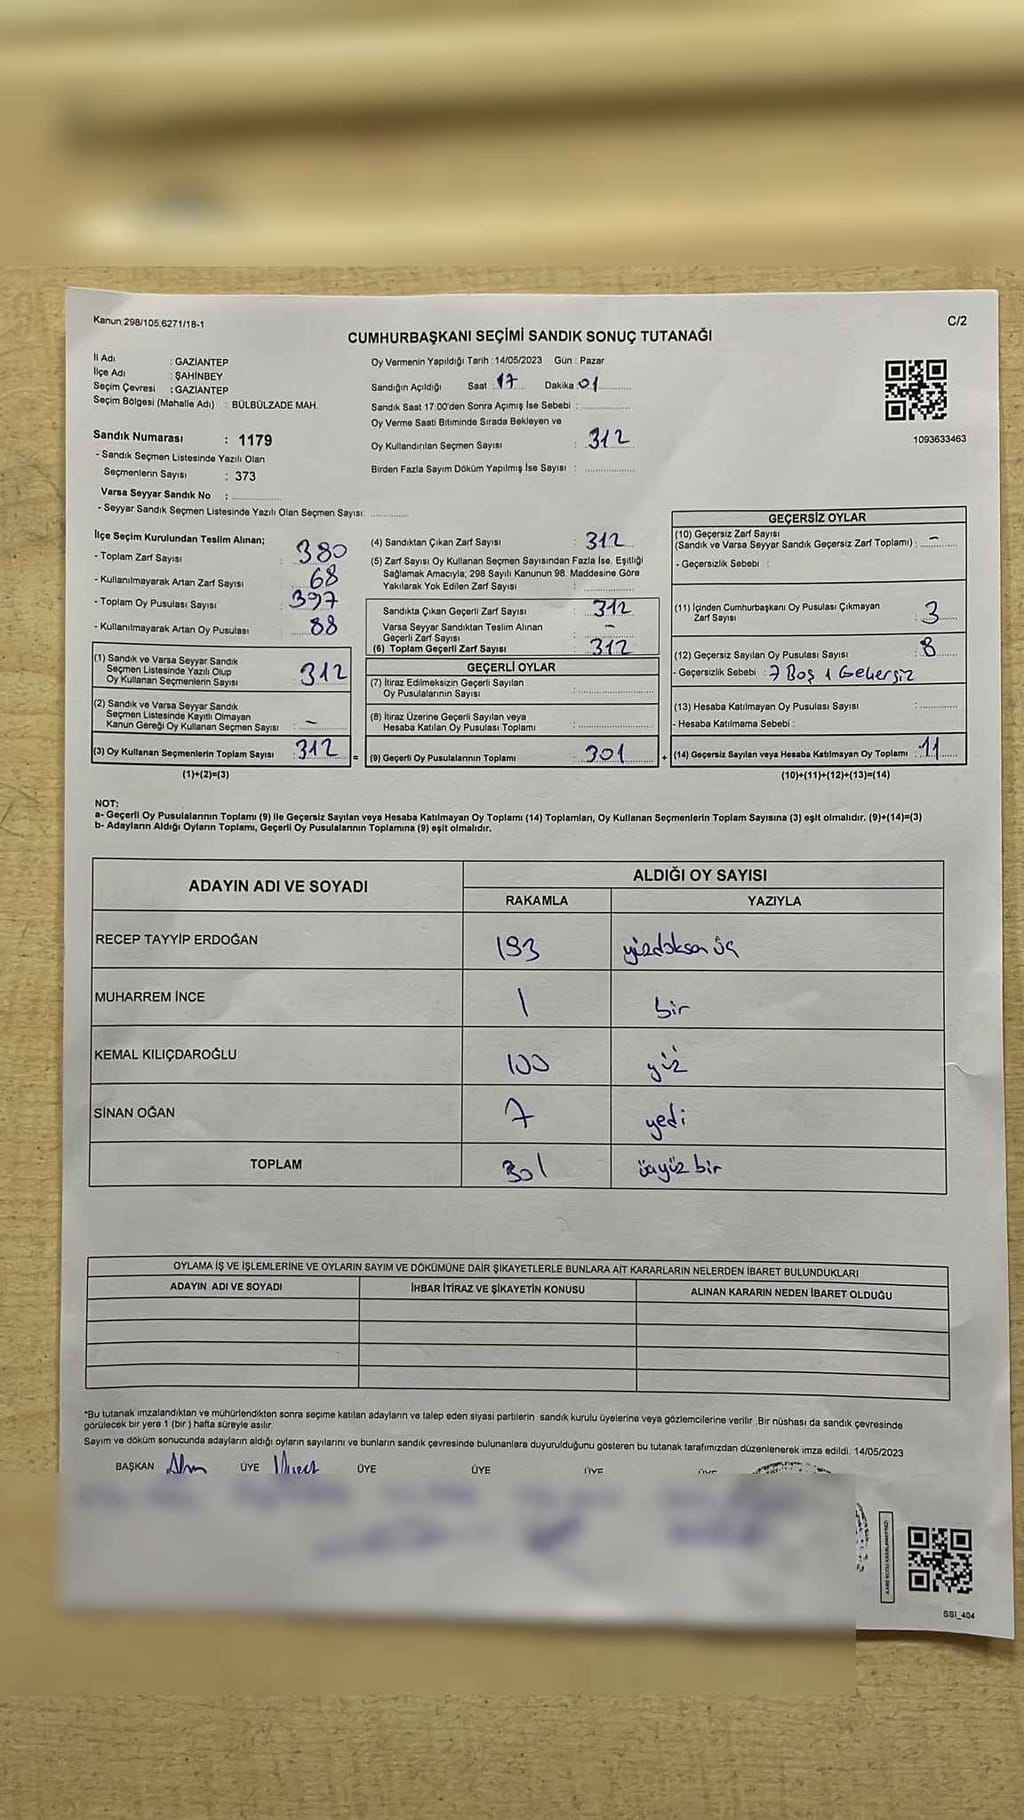 Kanun:298/105,6271/18-1
C/2
CUMHURBAŞKANI SEÇİMİ SANDIK SONUÇ TUTANAĞI
İl Adı : GAZİANTEP
İlçe Adı : ŞAHİNBEY
Seçim Çevresi : GAZİANTEP
Seçim Bölgesi (Mahalle Adı) : BÜLBÜLZADE MAH.
Sandık Numarası : 1179
- Sandık Seçmen Listesinde Yazılı Olan
Seçmenlerin Sayısı : 373
Varsa Seyyar Sandık No :
- Seyyar Sandık Seçmen Listesinde Yazılı Olan Seçmen Sayısı:
Oy Vermenin Yapıldığı Tarih :14/05/2023 Gün : Pazar
Sandığın Açıldığı Saat 17 Dakika 01
Sandık Saat 17:00'den Sonra Açımış İse Sebebi :
Oy Verme Saati Bitiminde Sırada Bekleyen ve
Oy Kullandırılan Seçmen Sayısı : 312
Birden Fazla Sayım Döküm Yapılmış İse Sayısı :
1093633463
İlçe Seçim Kurulundan Teslim Alınan;
- Toplam Zarf Sayısı : 380
- Kullanılmayarak Artan Zarf Sayısı : 68
- Toplam Oy Pusulası Sayısı : 397
- Kullanılmayarak Artan Oy Pusulası : 88
(1) Sandık ve Varsa Seyyar Sandık
Seçmen Listesinde Yazılı Olup
Oy Kullanan Seçmenlerin Sayısı 312
(2) Sandık ve Varsa Seyyar Sandık
Seçmen Listesinde Kayıtlı Olmayan
Kanun Gereği Oy Kullanan Seçmen Sayısı : -
(3) Oy Kullanan Seçmenlerin Toplam Sayısı 312
(1)+(2)=(3)
(4) Sandıktan Çıkan Zarf Sayısı : 312
(5) Zarf Sayısı Oy Kullanan Seçmen Sayısından Fazla İse, Eşitliği
Sağlamak Amacıyla; 298 Sayılı Kanunun 98. Maddesine Göre
Yakılarak Yok Edilen Zarf Sayısı :
Sandıkta Çıkan Geçerli Zarf Sayısı : 312
Varsa Seyyar Sandıktan Teslim Alınan
Geçerli Zarf Sayısı : -
(6) Toplam Geçerli Zarf Sayısı : 312
GEÇERLİ OYLAR
(7) İtiraz Edilmeksizin Geçerli Sayılan
Oy Pusulalarının Sayısı :
(8) İtiraz Üzerine Geçerli Sayılan veya
Hesaba Katılan Oy Pusulası Toplamı :
= (9) Geçerli Oy Pusulalarının Toplamı : 301 +
GEÇERSİZ OYLAR
(10) Geçersiz Zarf Sayısı
(Sandık ve Varsa Seyyar Sandık Geçersiz Zarf Toplamı) : -
- Geçersizlik Sebebi :
(11) İçinden Cumhurbaşkanı Oy Pusulası Çıkmayan
Zarf Sayısı : 3
(12) Geçersiz Sayılan Oy Pusulası Sayısı : 8
- Geçersizlik Sebebi : 7 Boş 1 Geçersiz
(13) Hesaba Katılmayan Oy Pusulası Sayısı :
- Hesaba Katılmama Sebebi :
(14) Geçersiz Sayılan veya Hesaba Katılmayan Oy Toplamı : 11
(10)+(11)+(12)+(13)=(14)
NOT:
a- Geçerli Oy Pusulalarının Toplamı (9) ile Geçersiz Sayılan veya Hesaba Katılmayan Oy Toplamı (14) Toplamları, Oy Kullanan Seçmenlerin Toplam Sayısına (3) eşit olmalıdır. (9)+(14)=(3)
b- Adayların Aldığı Oyların Toplamı, Geçerli Oy Pusulalarının Toplamına (9) eşit olmalıdır.
ADAYIN ADI VE SOYADI
ALDIĞI OY SAYISI
RAKAMLA YAZIYLA
RECEP TAYYİP ERDOĞAN 193 yüzdoksan üç
MUHARREM İNCE 1 bir
KEMAL KILIÇDAROĞLU 100 yüz
SİNAN OĞAN 7 yedi
TOPLAM 301 üçyüz bir
OYLAMA İŞ VE İŞLEMLERİNE VE OYLARIN SAYIM VE DÖKÜMÜNE DAİR ŞİKAYETLERLE BUNLARA AİT KARARLARIN NELERDEN İBARET BULUNDUKLARI
ADAYIN ADI VE SOYADI İHBAR İTİRAZ VE ŞİKAYETİN KONUSU ALINAN KARARIN NEDEN İBARET OLDUĞU
*Bu tutanak imzalandıktan ve mühürlendikten sonra seçime katılan adayların ve talep eden siyasi partilerin sandık kurulu üyelerine veya gözlemcilerine verilir. Bir nüshası da sandık çevresinde
görülecek bir yere 1 (bir ) hafta süreyle asılır.
Sayım ve döküm sonucunda adayların aldığı oyların sayılarını ve bunların sandık çevresinde bulunanlara duyurulduğunu gösteren bu tutanak tarafımızdan düzenlenerek imza edildi. 14/05/2023
BAŞKAN ÜYE ÜYE ÜYE ÜYE ÜYE
SSI_404